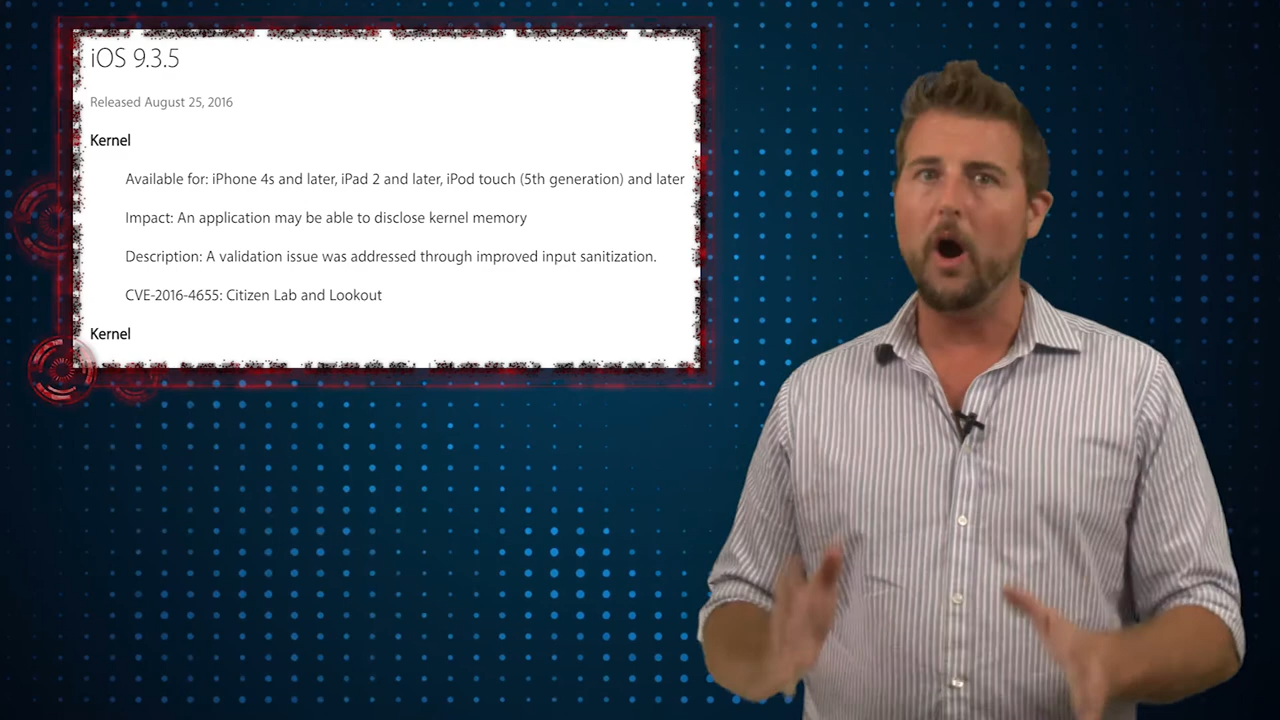 iOS 9.3.5
Released August 25, 2016
Kernel
Available for: iPhone 4s and later, iPad 2 and later, iPod touch (5th generation) and later
Impact: An application may be able to disclose kernel memory
Description: A validation issue was addressed through improved input sanitization.
CVE-2016-4655: Citizen Lab and Lookout
Kernel